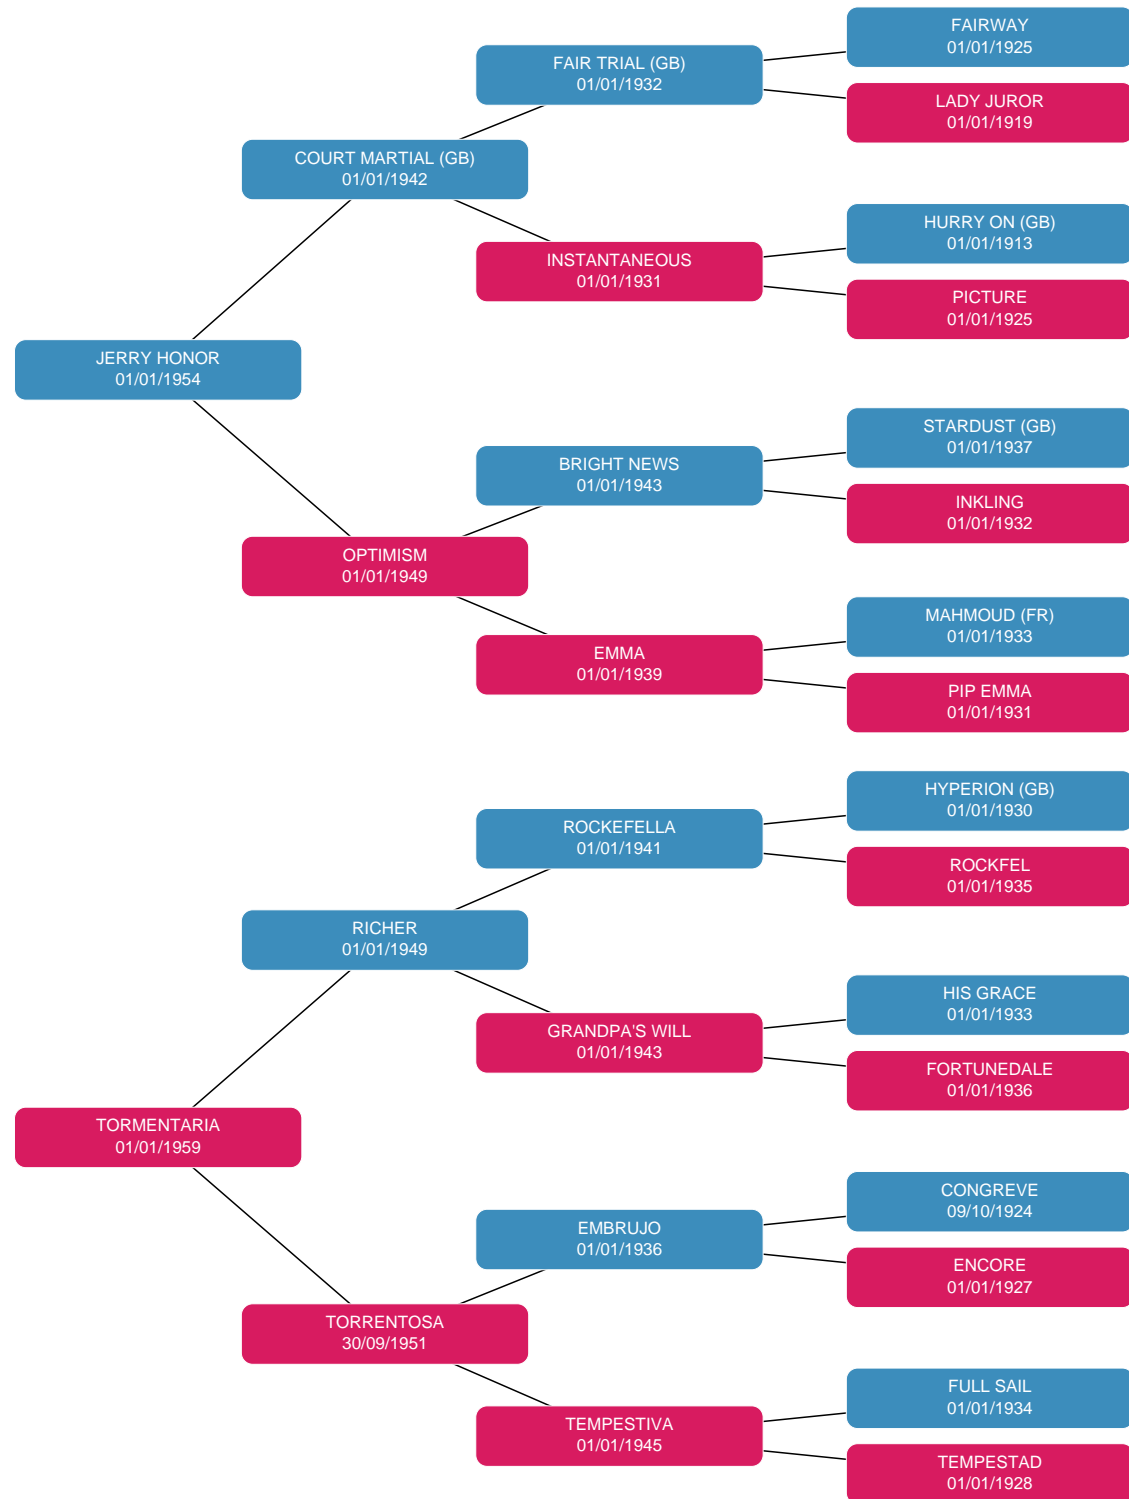 FAIRWAY
01/01/1925
FAIR TRIAL (GB)
01/01/1932
LADY JUROR
01/01/1919
COURT MARTIAL (GB)
01/01/1942
HURRY ON (GB)
01/01/1913
INSTANTANEOUS
01/01/1931
PICTURE
01/01/1925
JERRY HONOR
01/01/1954
STARDUST (GB)
01/01/1937
BRIGHT NEWS
01/01/1943
INKLING
01/01/1932
OPTIMISM
01/01/1949
MAHMOUD (FR)
01/01/1933
EMMA
01/01/1939
PIP EMMA
01/01/1931
HYPERION (GB)
01/01/1930
ROCKEFELLA
01/01/1941
ROCKFEL
01/01/1935
RICHER
01/01/1949
HIS GRACE
01/01/1933
GRANDPA'S WILL
01/01/1943
FORTUNEDALE
01/01/1936
TORMENTARIA
01/01/1959
CONGREVE
09/10/1924
EMBRUJO
01/01/1936
ENCORE
01/01/1927
TORRENTOSA
30/09/1951
FULL SAIL
01/01/1934
TEMPESTIVA
01/01/1945
TEMPESTAD
01/01/1928